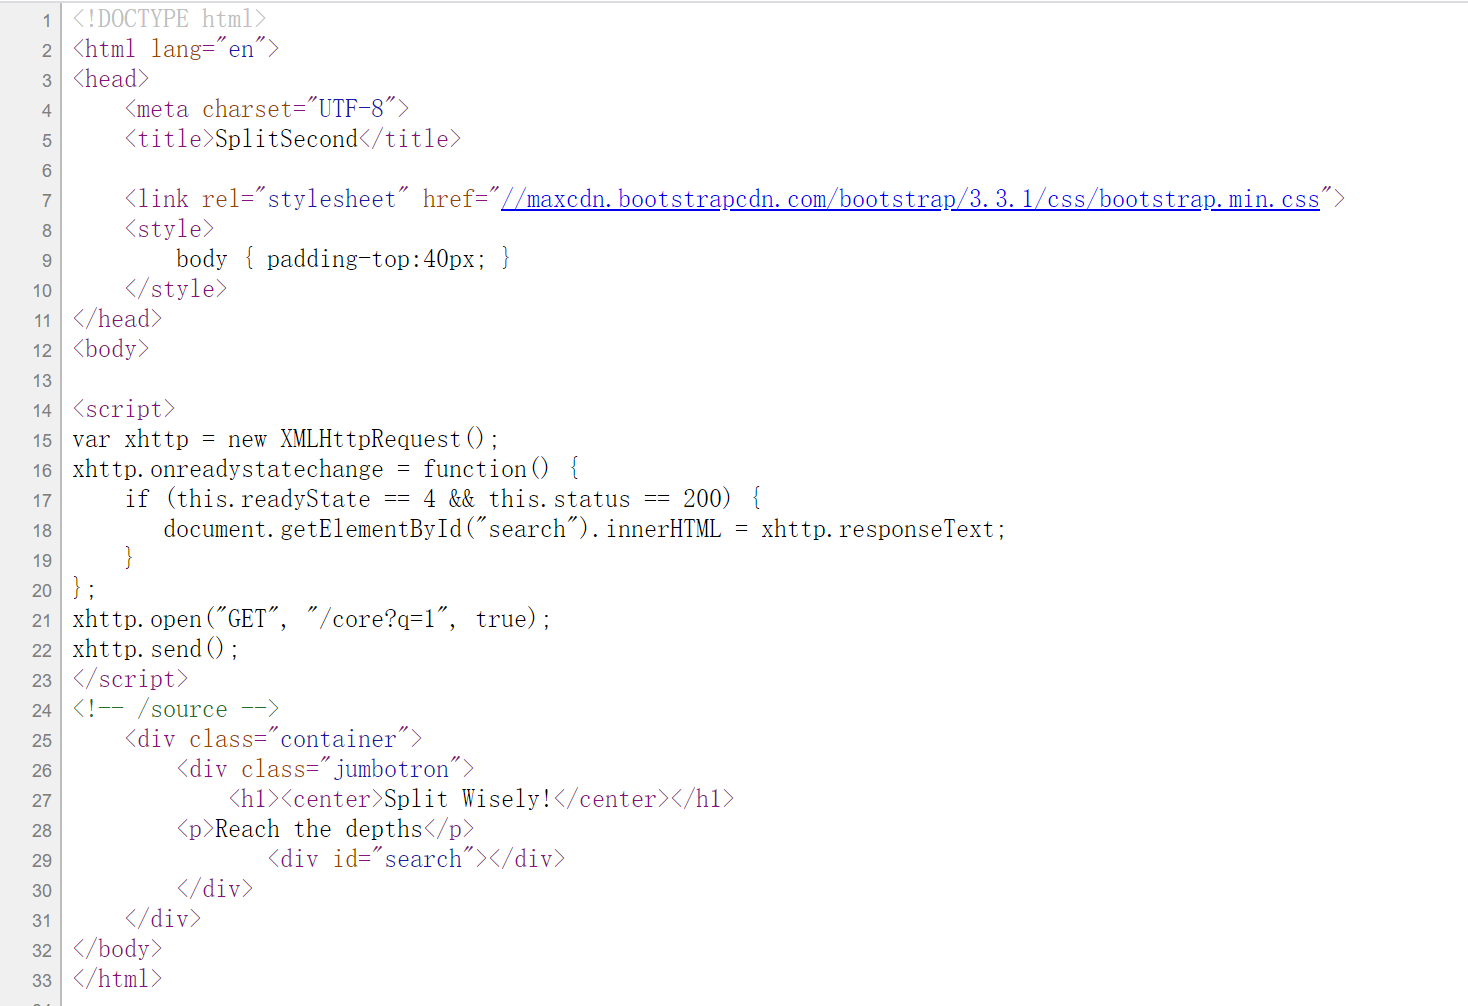 1 <!DOCTYPE html>
2 <html lang="en">
3 <head>
4     <meta charset="UTF-8">
5     <title>SplitSecond</title>
6
7     <link rel="stylesheet" href="//maxcdn.bootstrapcdn.com/bootstrap/3.3.1/css/bootstrap.min.css">
8     <style>
9         body { padding-top:40px; }
10     </style>
11 </head>
12 <body>
13
14 <script>
15 var xhttp = new XMLHttpRequest();
16 xhttp.onreadystatechange = function() {
17     if (this.readyState == 4 && this.status == 200) {
18        document.getElementById("search").innerHTML = xhttp.responseText;
19     }
20 };
21 xhttp.open("GET", "/core?q=1", true);
22 xhttp.send();
23 </script>
24 <!-- /source -->
25     <div class="container">
26         <div class="jumbotron">
27             <h1><center>Split Wisely!</center></h1>
28         <p>Reach the depths</p>
29                <div id="search"></div>
30         </div>
31     </div>
32 </body>
33 </html>